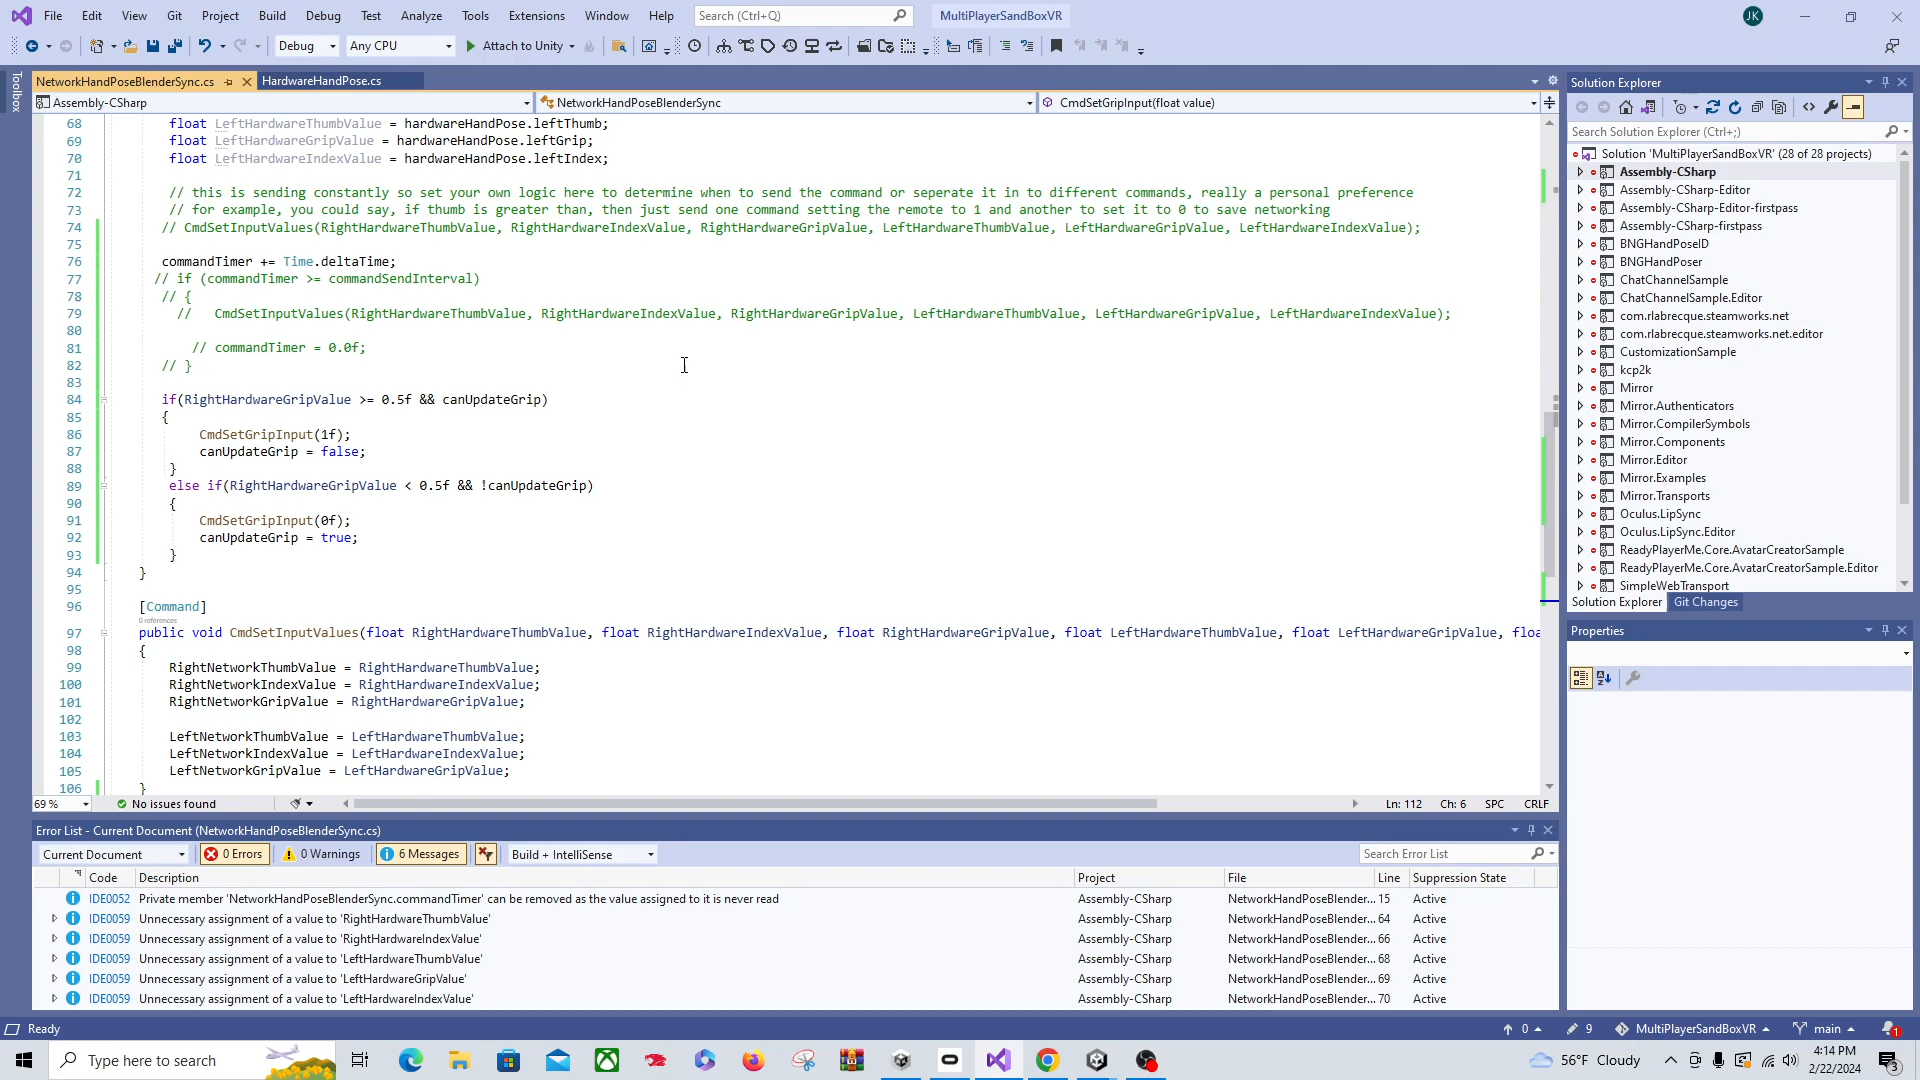 File Edit View Git Project Build Debug Test Analyze Tools Extensions Window Help Search (Ctrl+Q) MultiPlayerSandBoxVR JK
Debug Any CPU Attach to Unity
Toolbox
NetworkHandPoseBlenderSync.cs HardwareHandPose.cs
Assembly-CSharp NetworkHandPoseBlenderSync CmdSetGripInput(float value)
68 float LeftHardwareThumbValue = hardwareHandPose.leftThumb;
69 float LeftHardwareGripValue = hardwareHandPose.leftGrip;
70 float LeftHardwareIndexValue = hardwareHandPose.leftIndex;
71
72 // this is sending constantly so set your own logic here to determine when to send the command or seperate it in to different commands, really a personal preference
73 // for example, you could say, if thumb is greater than, then just send one command setting the remote to 1 and another to set it to 0 to save networking
74 // CmdSetInputValues(RightHardwareThumbValue, RightHardwareIndexValue, RightHardwareGripValue, LeftHardwareThumbValue, LeftHardwareGripValue, LeftHardwareIndexValue);
75
76 commandTimer += Time.deltaTime;
77 // if (commandTimer >= commandSendInterval)
78 // {
79 // CmdSetInputValues(RightHardwareThumbValue, RightHardwareIndexValue, RightHardwareGripValue, LeftHardwareThumbValue, LeftHardwareGripValue, LeftHardwareIndexValue);
80
81 // commandTimer = 0.0f;
82 // }
83
84 if(RightHardwareGripValue >= 0.5f && canUpdateGrip)
85 {
86 CmdSetGripInput(1f);
87 canUpdateGrip = false;
88 }
89 else if(RightHardwareGripValue < 0.5f && !canUpdateGrip)
90 {
91 CmdSetGripInput(0f);
92 canUpdateGrip = true;
93 }
94 }
95
96 [Command]
0 references
97 public void CmdSetInputValues(float RightHardwareThumbValue, float RightHardwareIndexValue, float RightHardwareGripValue, float LeftHardwareThumbValue, float LeftHardwareGripValue, floa
98 {
99 RightNetworkThumbValue = RightHardwareThumbValue;
100 RightNetworkIndexValue = RightHardwareIndexValue;
101 RightNetworkGripValue = RightHardwareGripValue;
102
103 LeftNetworkThumbValue = LeftHardwareThumbValue;
104 LeftNetworkIndexValue = LeftHardwareIndexValue;
105 LeftNetworkGripValue = LeftHardwareGripValue;
106 }
69 % No issues found Ln: 112 Ch: 6 SPC CRLF
Error List - Current Document (NetworkHandPoseBlenderSync.cs)
Current Document 0 Errors 0 Warnings 6 Messages Build + IntelliSense Search Error List
Code Description Project File Line Suppression State
IDE0052 Private member 'NetworkHandPoseBlenderSync.commandTimer' can be removed as the value assigned to it is never read Assembly-CSharp NetworkHandPoseBlender... 15 Active
IDE0059 Unnecessary assignment of a value to 'RightHardwareThumbValue' Assembly-CSharp NetworkHandPoseBlender... 64 Active
IDE0059 Unnecessary assignment of a value to 'RightHardwareIndexValue' Assembly-CSharp NetworkHandPoseBlender... 66 Active
IDE0059 Unnecessary assignment of a value to 'LeftHardwareThumbValue' Assembly-CSharp NetworkHandPoseBlender... 68 Active
IDE0059 Unnecessary assignment of a value to 'LeftHardwareGripValue' Assembly-CSharp NetworkHandPoseBlender... 69 Active
IDE0059 Unnecessary assignment of a value to 'LeftHardwareIndexValue' Assembly-CSharp NetworkHandPoseBlender... 70 Active
Solution Explorer
Search Solution Explorer (Ctrl+;)
Solution 'MultiPlayerSandBoxVR' (28 of 28 projects)
Assembly-CSharp
Assembly-CSharp-Editor
Assembly-CSharp-Editor-firstpass
Assembly-CSharp-firstpass
BNGHandPoseID
BNGHandPoser
ChatChannelSample
ChatChannelSample.Editor
com.rlabrecque.steamworks.net
com.rlabrecque.steamworks.net.editor
CustomizationSample
kcp2k
Mirror
Mirror.Authenticators
Mirror.CompilerSymbols
Mirror.Components
Mirror.Editor
Mirror.Examples
Mirror.Transports
Oculus.LipSync
Oculus.LipSync.Editor
ReadyPlayerMe.Core.AvatarCreatorSample
ReadyPlayerMe.Core.AvatarCreatorSample.Editor
SimpleWebTransport
Solution Explorer Git Changes
Properties
Ready 0 9 MultiPlayerSandBoxVR main 1
Type here to search 56°F Cloudy 4:14 PM
2/22/2024 3